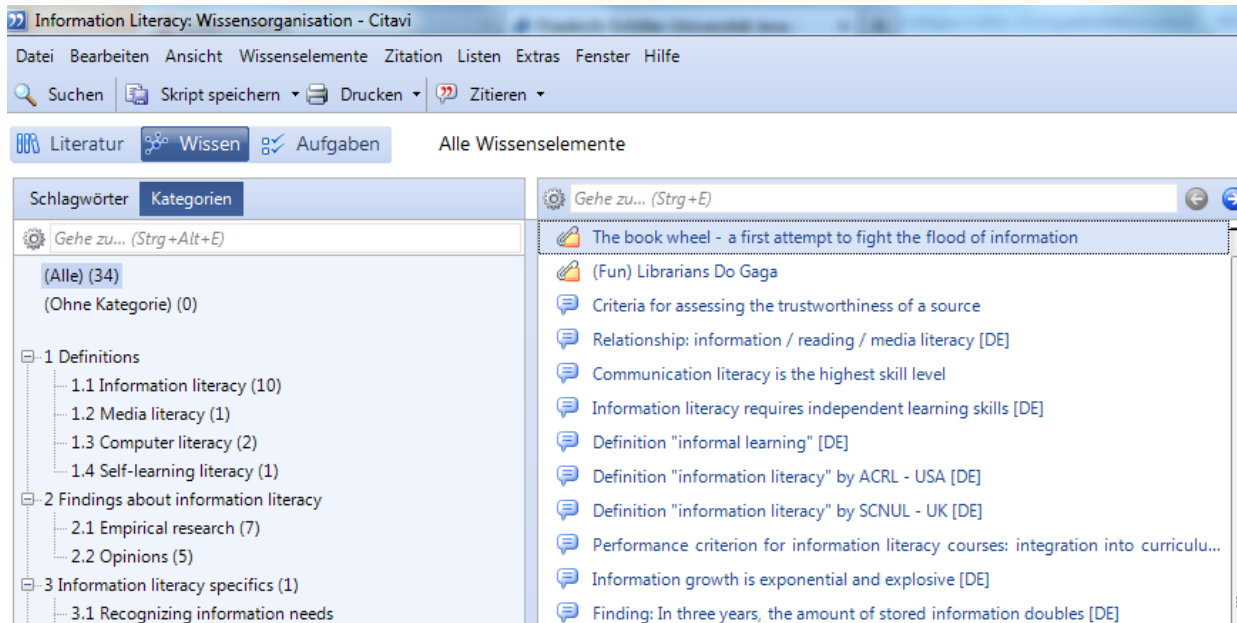 Information Literacy: Wissensorganisation - Citavi
Datei Bearbeiten Ansicht Wissenselemente Zitation Listen Extras Fenster Hilfe
Suchen Skript speichern Drucken Zitieren
Literatur Wissen Aufgaben Alle Wissenselemente
Schlagwörter Kategorien
Gehe zu... (Strg+Alt+E)
(Alle) (34)
(Ohne Kategorie) (0)
1 Definitions
1.1 Information literacy (10)
1.2 Media literacy (1)
1.3 Computer literacy (2)
1.4 Self-learning literacy (1)
2 Findings about information literacy
2.1 Empirical research (7)
2.2 Opinions (5)
3 Information literacy specifics (1)
3.1 Recognizing information needs
Gehe zu... (Strg+E)
The book wheel - a first attempt to fight the flood of information
(Fun) Librarians Do Gaga
Criteria for assessing the trustworthiness of a source
Relationship: information / reading / media literacy [DE]
Communication literacy is the highest skill level
Information literacy requires independent learning skills [DE]
Definition "informal learning" [DE]
Definition "information literacy" by ACRL - USA [DE]
Definition "information literacy" by SCNUL - UK [DE]
Performance criterion for information literacy courses: integration into curriculu...
Information growth is exponential and explosive [DE]
Finding: In three years, the amount of stored information doubles [DE]